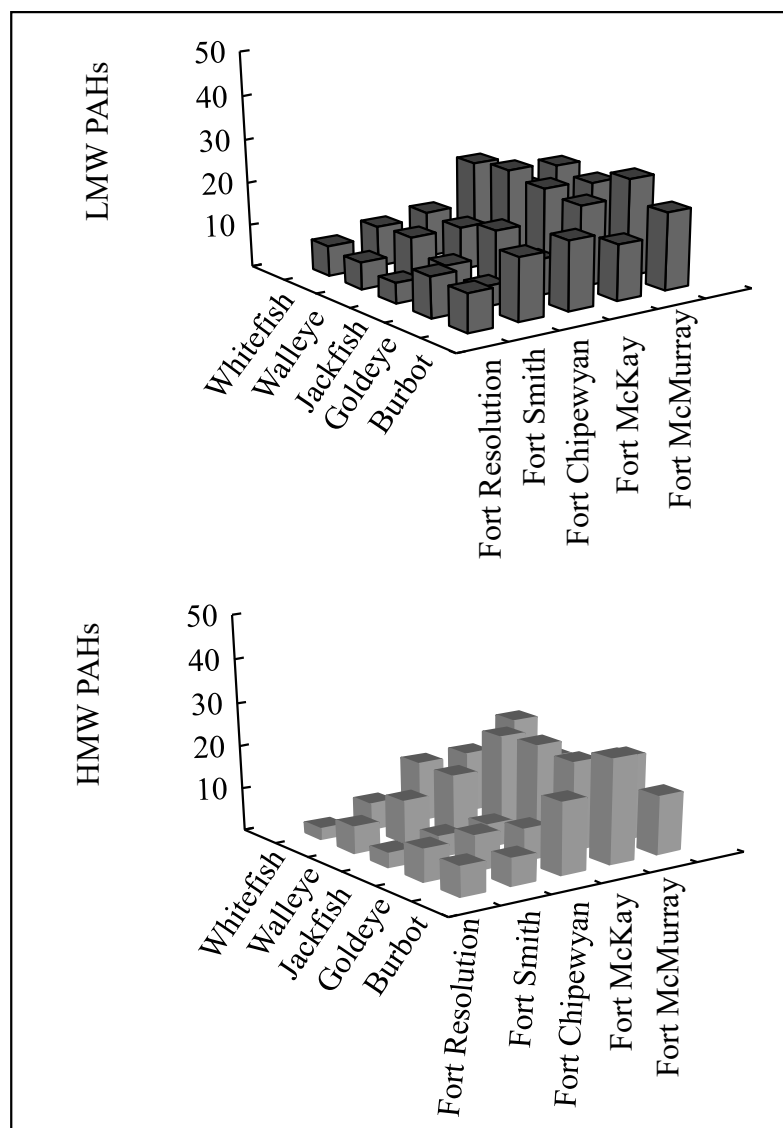 LMW PAHs
50
40
30
20
10
Whitefish
Walleye
Jackfish
Goldeye
Burbot
Fort Resolution
Fort Smith
Fort Chipewyan
Fort McKay
Fort McMurray
HMW PAHs
50
40
30
20
10
Whitefish
Walleye
Jackfish
Goldeye
Burbot
Fort Resolution
Fort Smith
Fort Chipewyan
Fort McKay
Fort McMurray